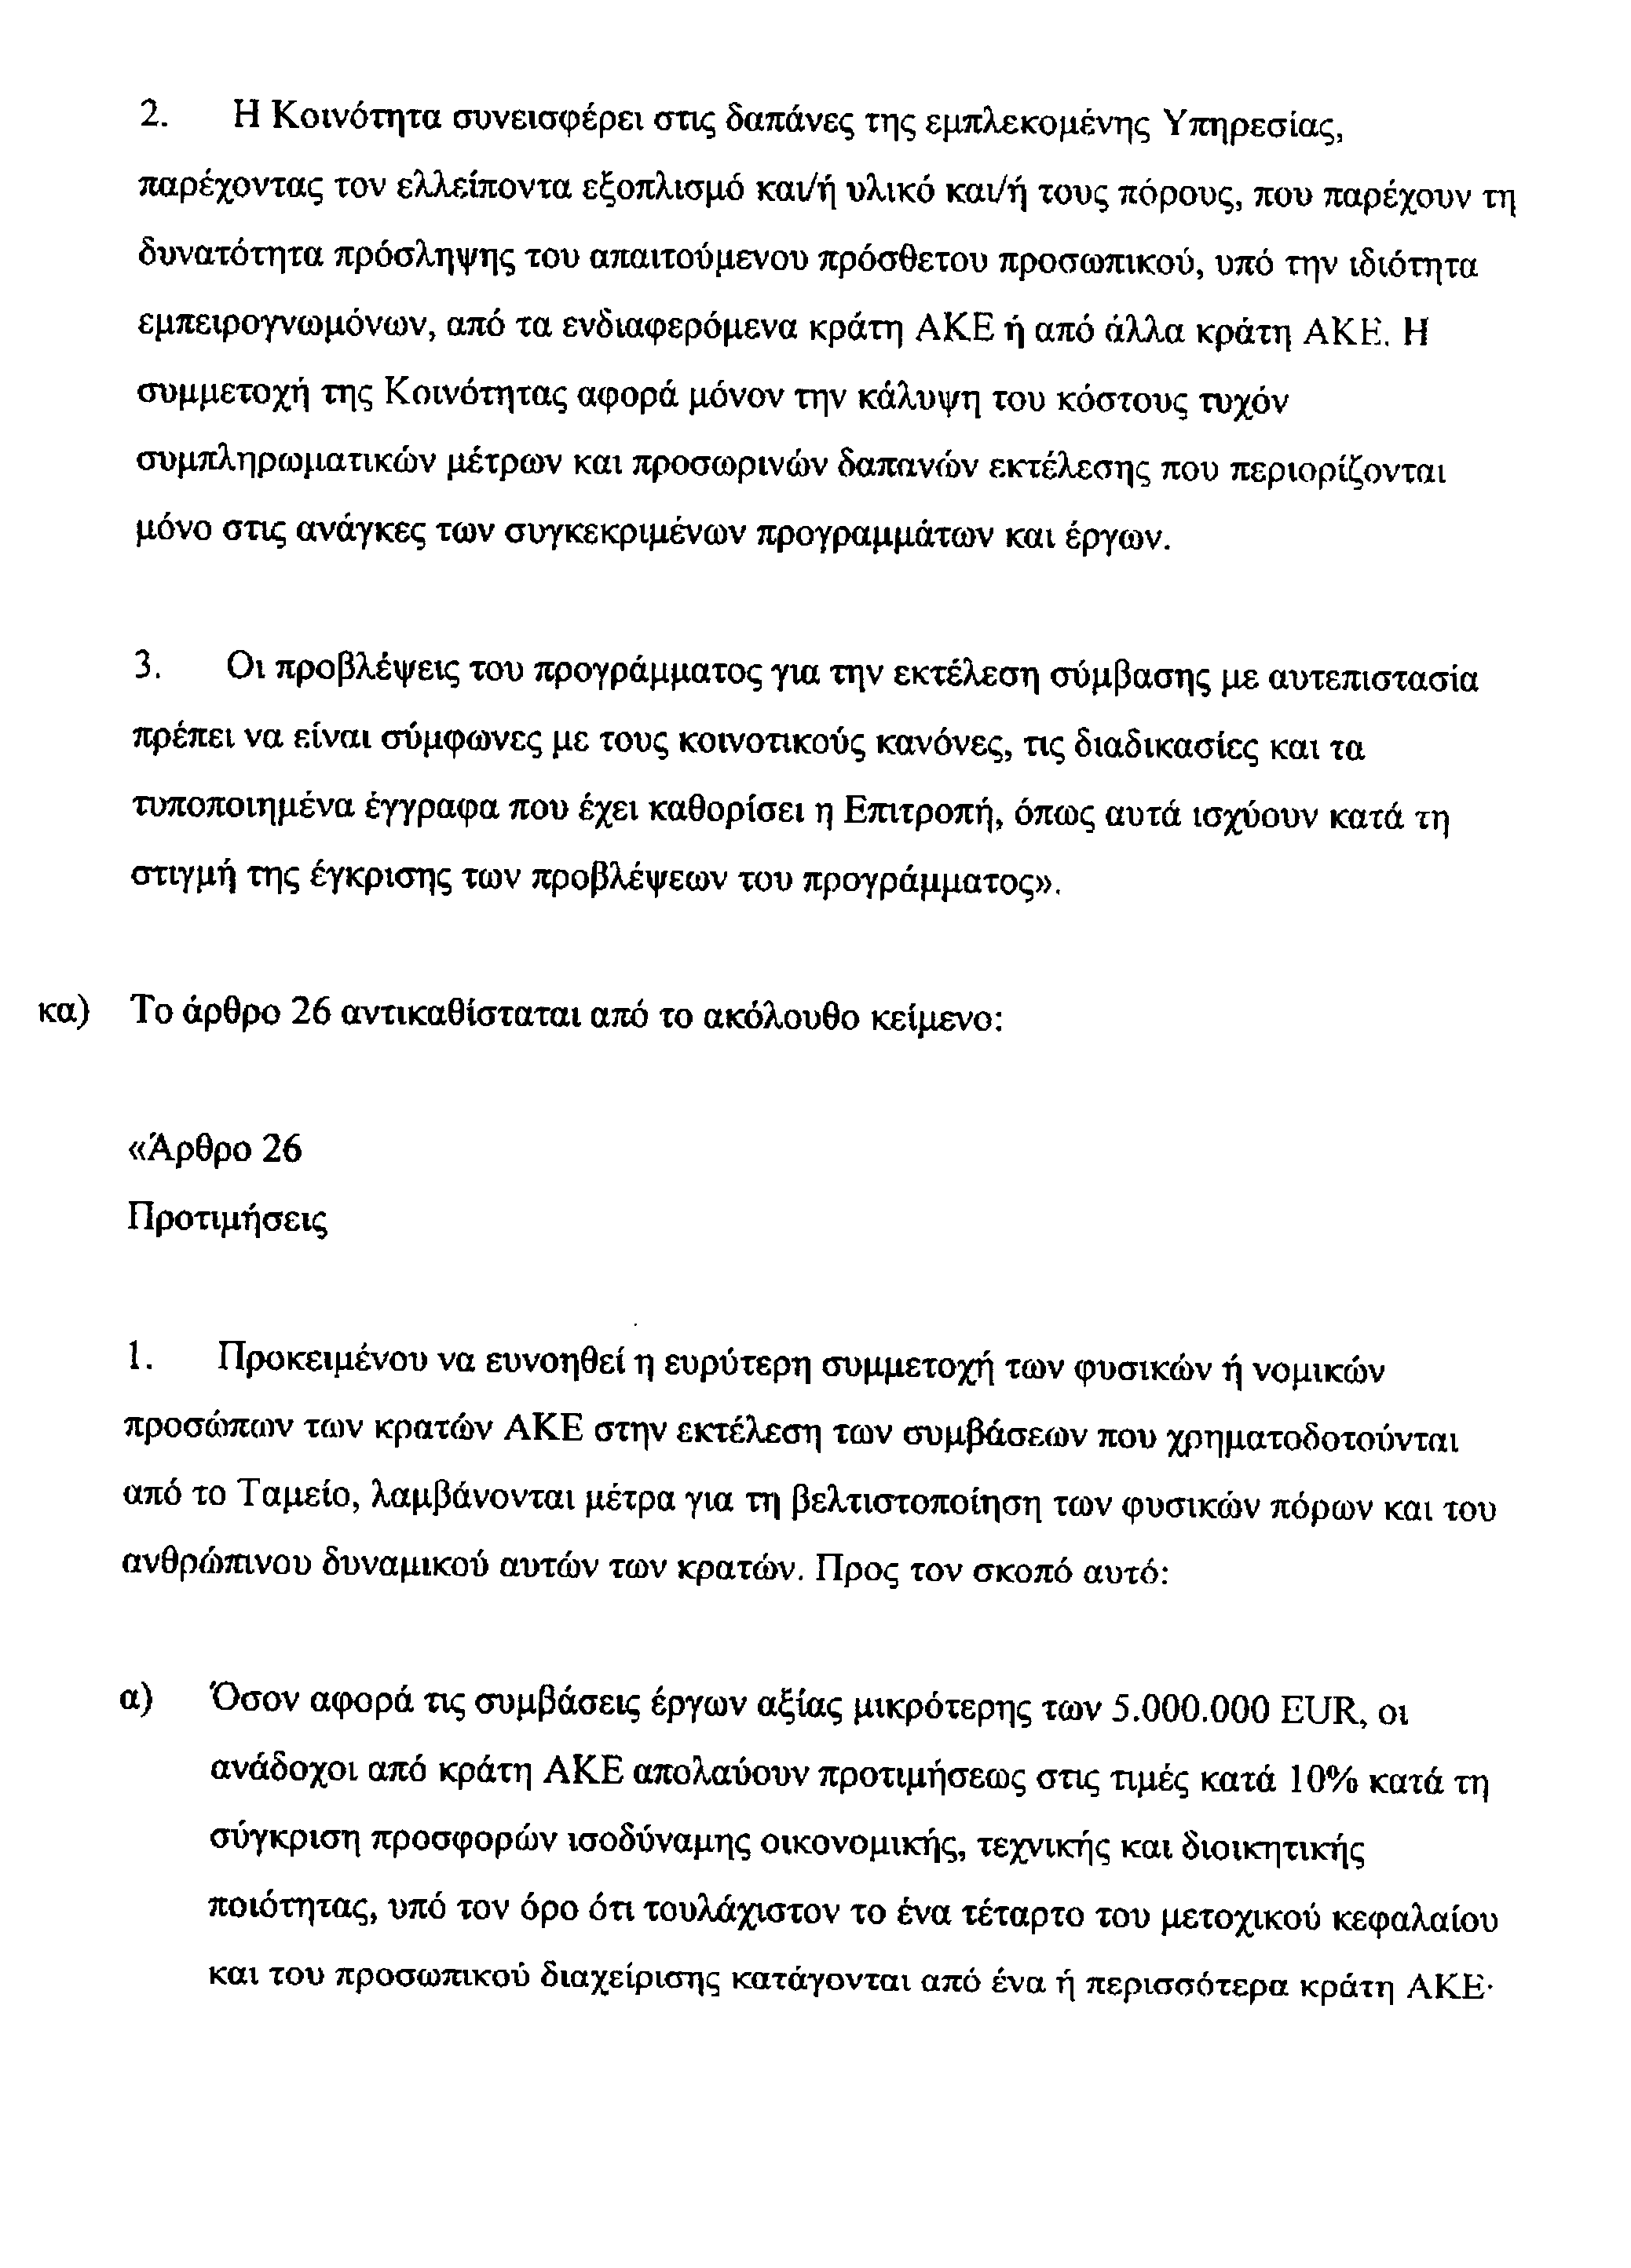 2. Η Κοινότητα συνεισφέρει στις δαπάνες της εμπλεκομένης Υπηρεσίας,
παρέχοντας τον ελλείποντα εξοπλισμό και/ή υλικό και/ή τους πόρους, που παρέχουν τη
δυνατότητα πρόσληψης του απαιτούμενου πρόσθετου προσωπικού, υπό την ιδιότητα
εμπειρογνωμόνων, από τα ενδιαφερόμενα κράτη ΑΚΕ ή από άλλα κράτη ΑΚΕ. Η
συμμετοχή της Κοινότητας αφορά μόνον την κάλυψη του κόστους τυχόν
συμπληρωματικών μέτρων και προσωρινών δαπανών εκτέλεσης που περιορίζονται
μόνο στις ανάγκες των συγκεκριμένων προγραμμάτων και έργων.
3. Οι προβλέψεις του προγράμματος για την εκτέλεση σύμβασης με αυτεπιστασία
πρέπει να είναι σύμφωνες με τους κοινοτικούς κανόνες, τις διαδικασίες και τα
τυποποιημένα έγγραφα που έχει καθορίσει η Επιτροπή, όπως αυτά ισχύουν κατά τη
στιγμή της έγκρισης των προβλέψεων του προγράμματος».
κα) Το άρθρο 26 αντικαθίσταται από το ακόλουθο κείμενο:
«Άρθρο 26
Προτιμήσεις
1. Προκειμένου να ευνοηθεί η ευρύτερη συμμετοχή των φυσικών ή νομικών
προσώπων των κρατών ΑΚΕ στην εκτέλεση των συμβάσεων που χρηματοδοτούνται
από το Ταμείο, λαμβάνονται μέτρα για τη βελτιστοποίηση των φυσικών πόρων και του
ανθρώπινου δυναμικού αυτών των κρατών. Προς τον σκοπό αυτό:
α) Όσον αφορά τις συμβάσεις έργων αξίας μικρότερης των 5.000.000 EUR, οι
ανάδοχοι από κράτη ΑΚΕ απολαύουν προτιμήσεως στις τιμές κατά 10% κατά τη
σύγκριση προσφορών ισοδύναμης οικονομικής, τεχνικής και διοικητικής
ποιότητας, υπό τον όρο ότι τουλάχιστον το ένα τέταρτο του μετοχικού κεφαλαίου
και του προσωπικού διαχείρισης κατάγονται από ένα ή περισσότερα κράτη ΑΚΕ·